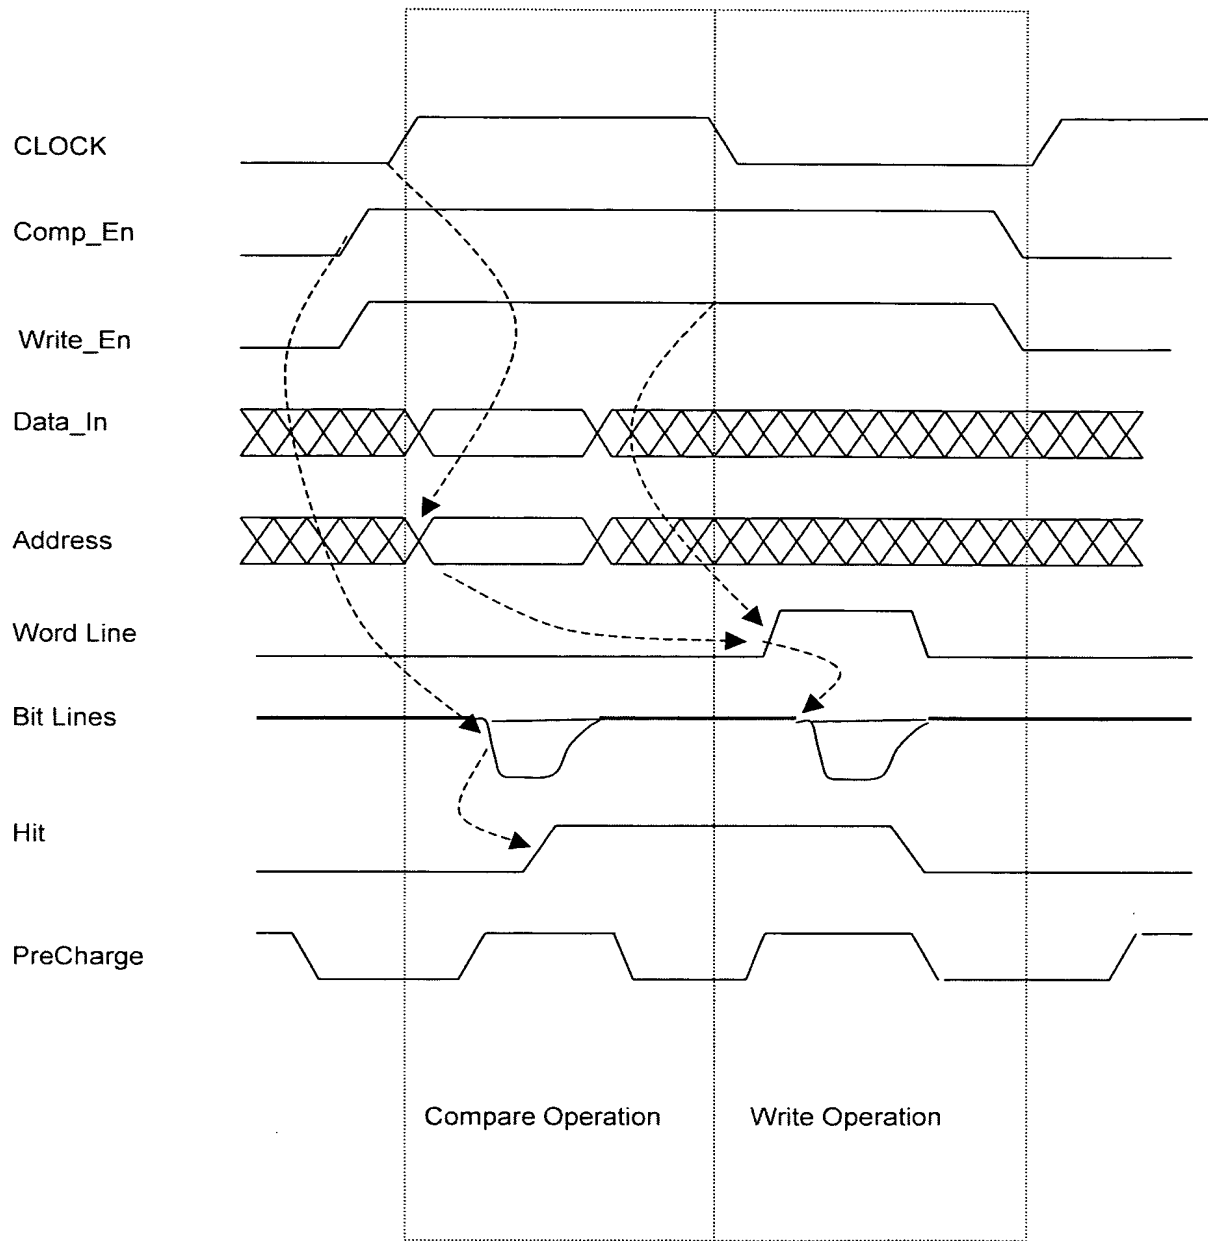 CLOCK
Comp_En
Write_En
Data_In
Address
Word Line
Bit Lines
Hit
PreCharge
Compare Operation
Write Operation